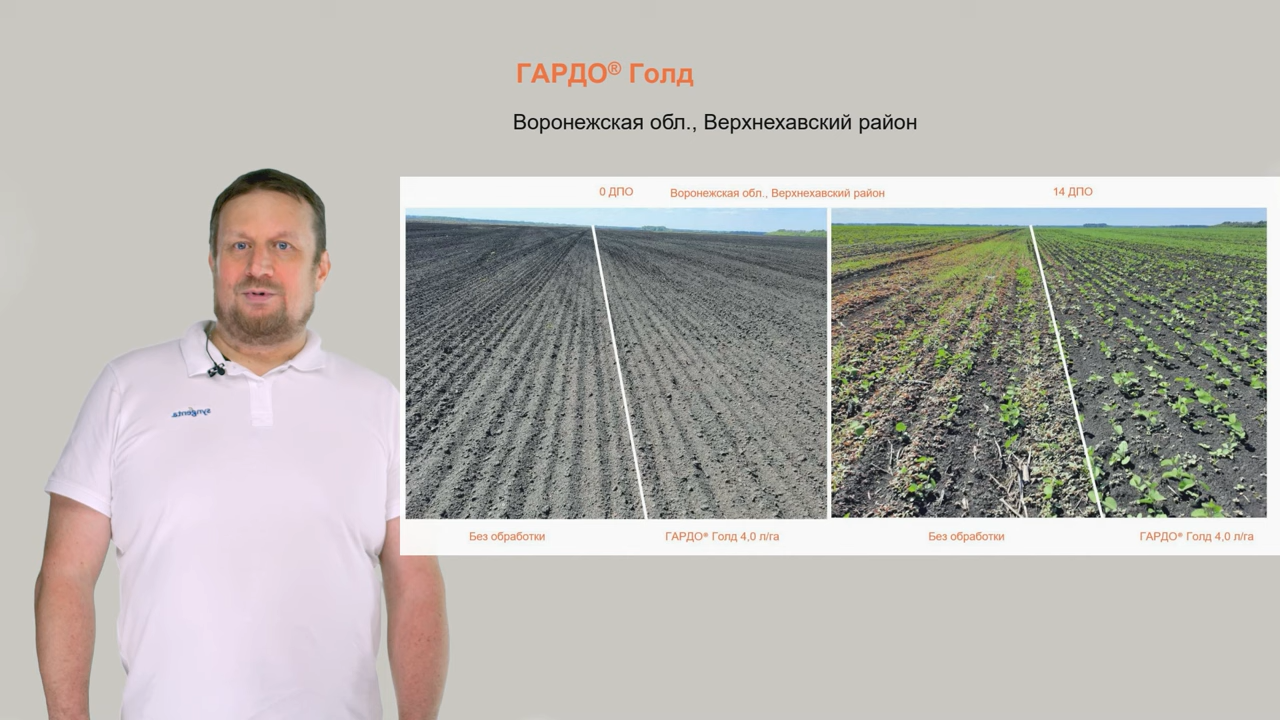 ГАРДО® Голд
Воронежская обл., Верхнехавский район
0 ДПО
Воронежская обл., Верхнехавский район
14 ДПО
syngenta
Без обработки
ГАРДО® Голд 4,0 л/га
Без обработки
ГАРДО® Голд 4,0 л/га